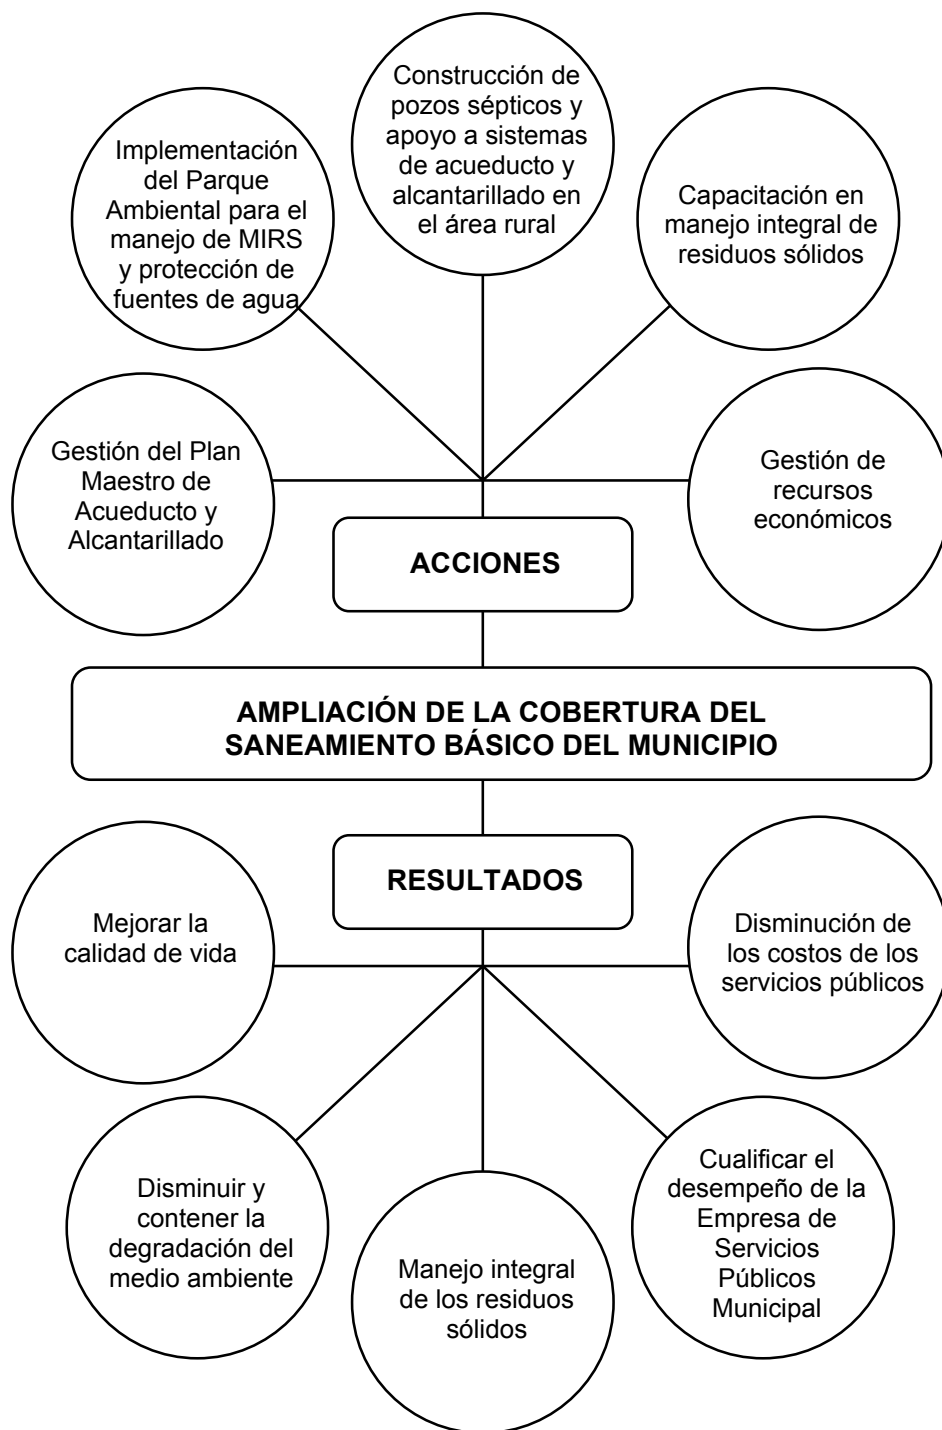 Construcción de
pozos sépticos y
apoyo a sistemas
de acueducto y
alcantarillado en
el área rural
Implementación
del Parque
Ambiental para el
manejo de MIRS
y protección de
fuentes de agua
Capacitación en
manejo integral de
residuos sólidos
Gestión del Plan
Maestro de
Acueducto y
Alcantarillado
Gestión de
recursos
económicos
ACCIONES
AMPLIACIÓN DE LA COBERTURA DEL
SANEAMIENTO BÁSICO DEL MUNICIPIO
RESULTADOS
Mejorar la
calidad de vida
Disminución de
los costos de los
servicios públicos
Disminuir y
contener la
degradación del
medio ambiente
Manejo integral
de los residuos
sólidos
Cualificar el
desempeño de la
Empresa de
Servicios
Públicos
Municipal